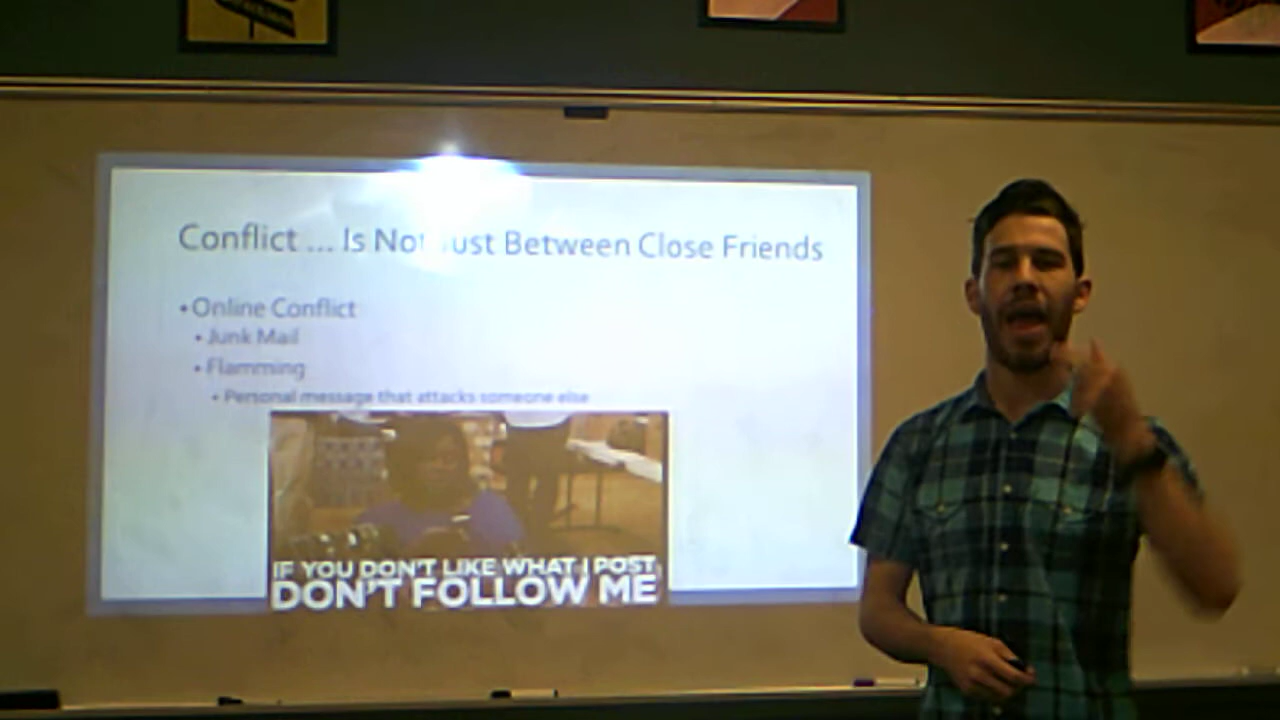 Conflict ... Is Not Just Between Close Friends
• Online Conflict
• Junk Mail
• Flamming
• Personal message that attacks someone else
IF YOU DON'T LIKE WHAT I POST
DON'T FOLLOW ME